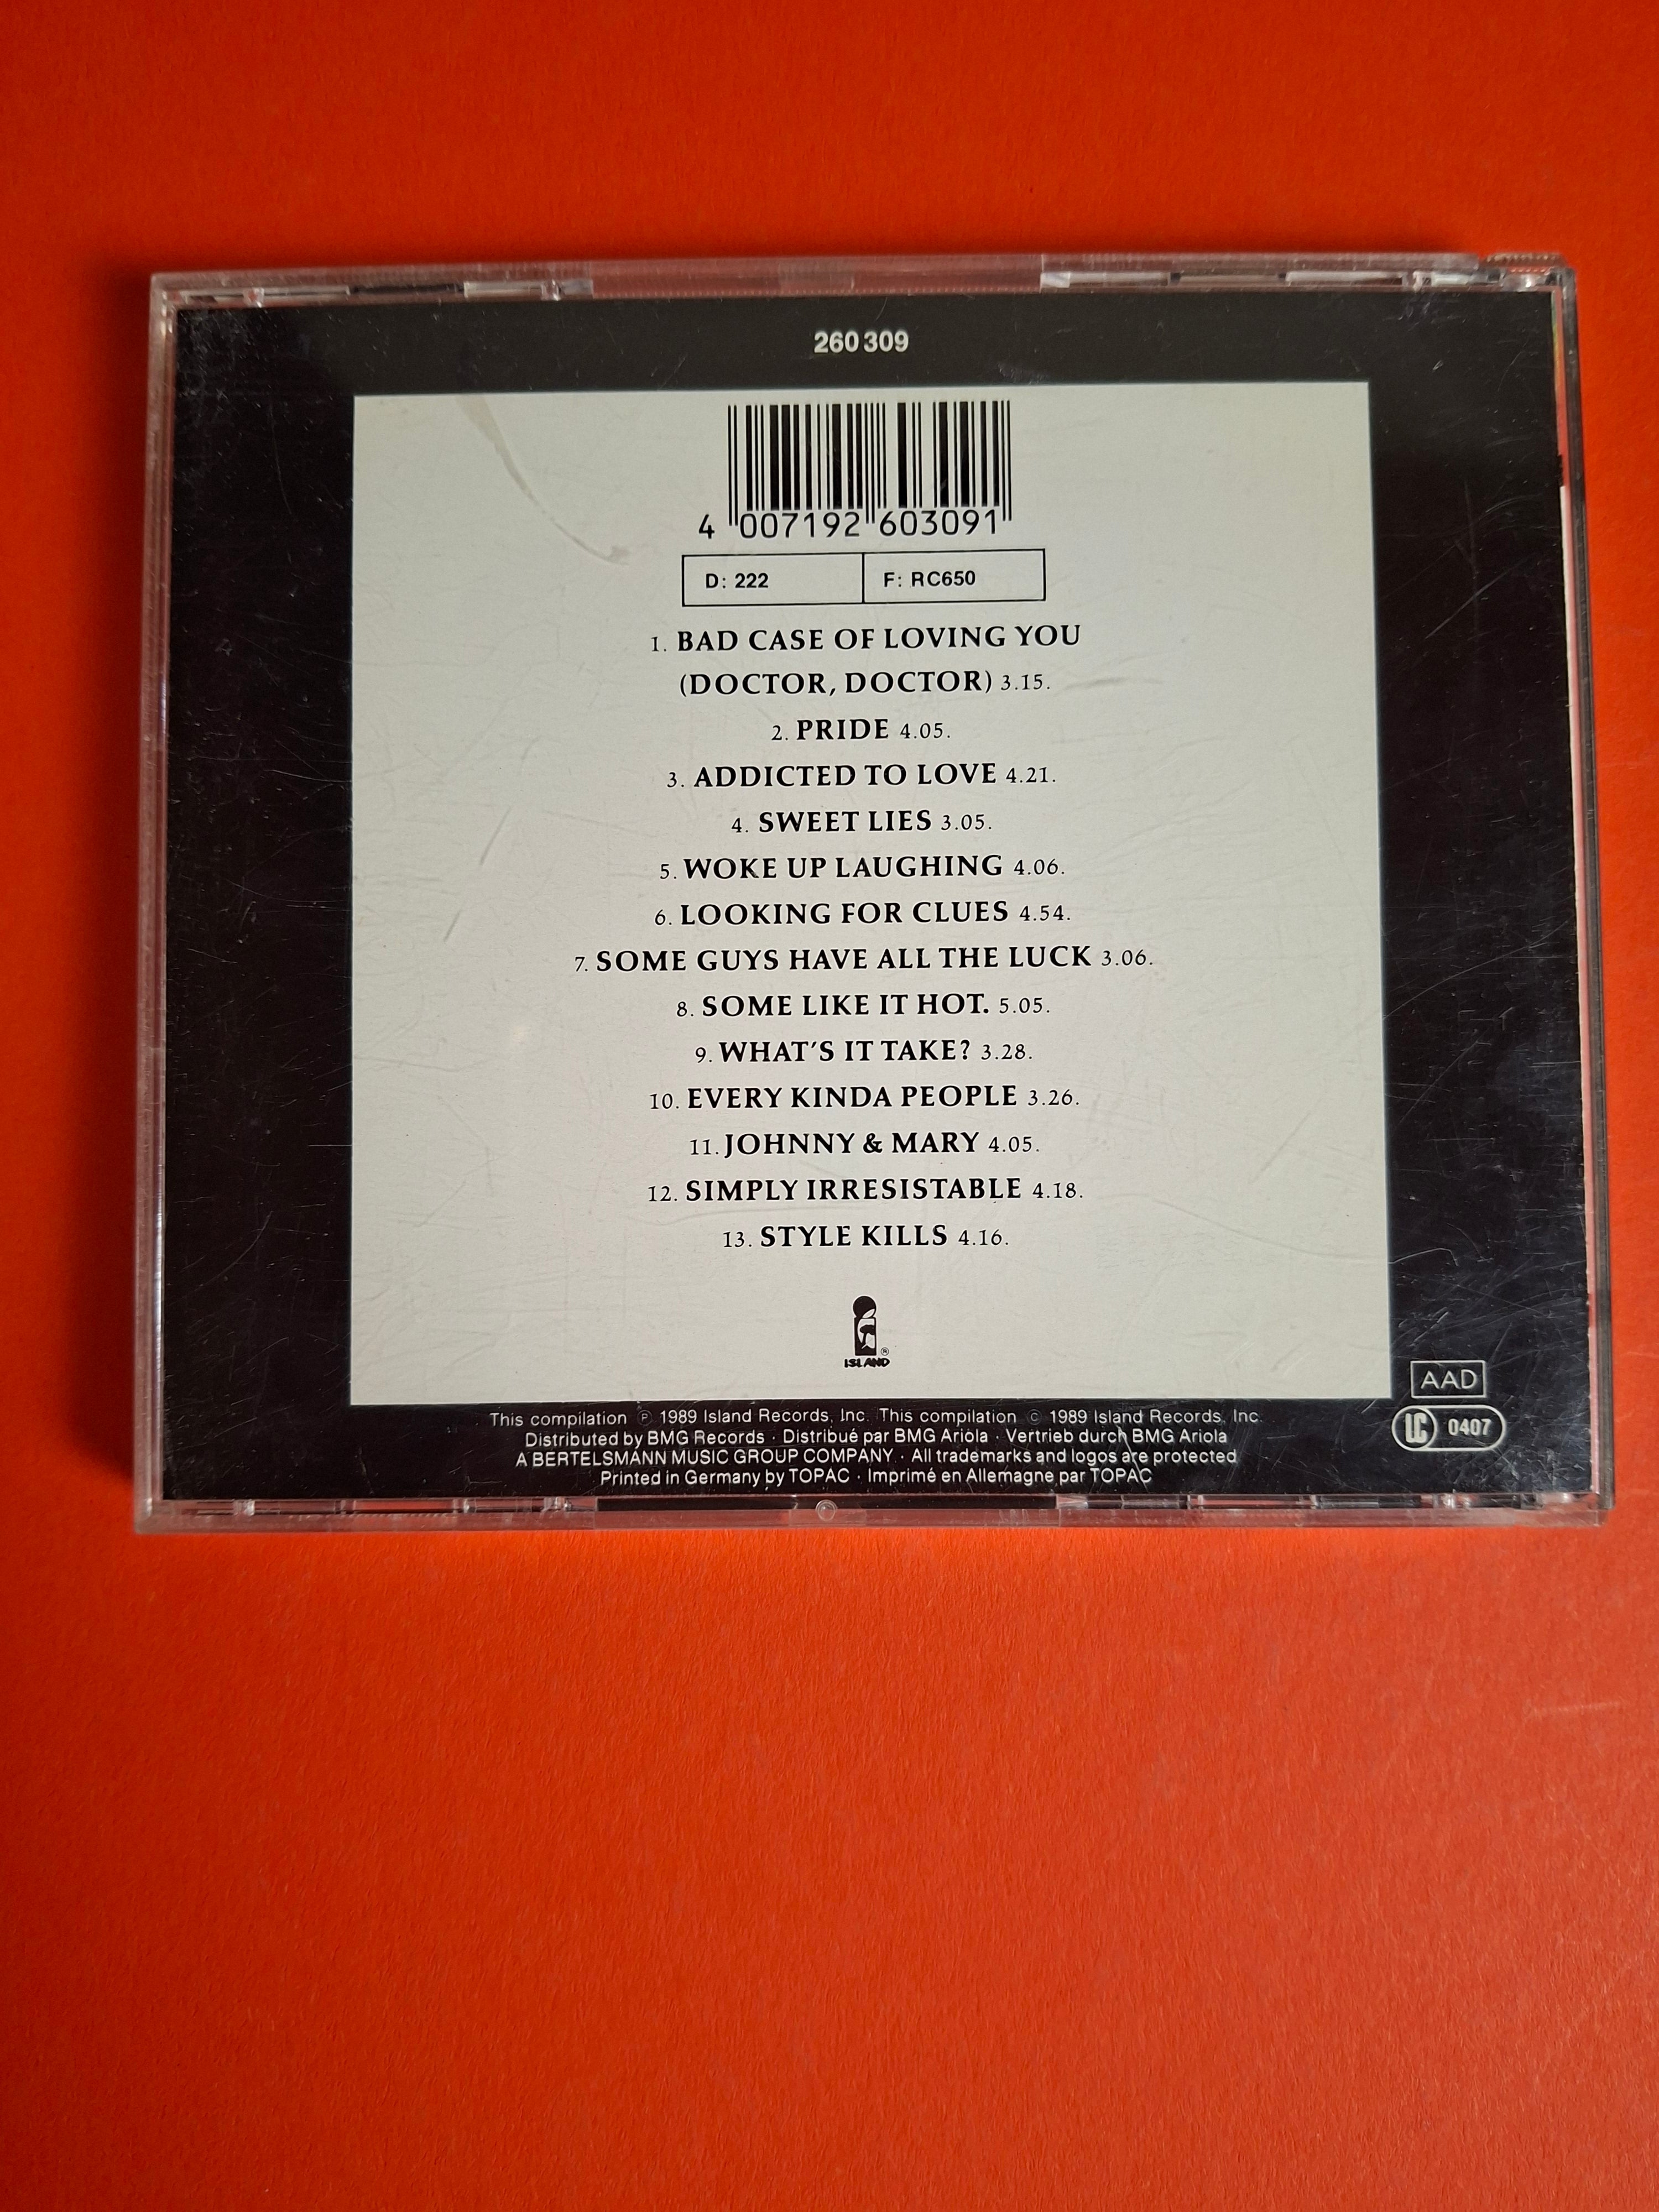 260 309
4 007192 603091
D: 222 F: RC650
1. BAD CASE OF LOVING YOU
(DOCTOR, DOCTOR) 3.15.
2. PRIDE 4.05.
3. ADDICTED TO LOVE 4.21.
4. SWEET LIES 3.05.
5. WOKE UP LAUGHING 4.06.
6. LOOKING FOR CLUES 4.54.
7. SOME GUYS HAVE ALL THE LUCK 3.06.
8. SOME LIKE IT HOT. 5.05.
9. WHAT'S IT TAKE? 3.28.
10. EVERY KINDA PEOPLE 3.26.
11. JOHNNY & MARY 4.05.
12. SIMPLY IRRESISTABLE 4.18.
13. STYLE KILLS 4.16.
ISLAND ®
AAD
LC 0407
This compilation ℗ 1989 Island Records, Inc. This compilation © 1989 Island Records, Inc.
Distributed by BMG Records · Distribué par BMG Ariola · Vertrieb durch BMG Ariola
A BERTELSMANN MUSIC GROUP COMPANY · All trademarks and logos are protected
Printed in Germany by TOPAC · Imprimé en Allemagne par TOPAC